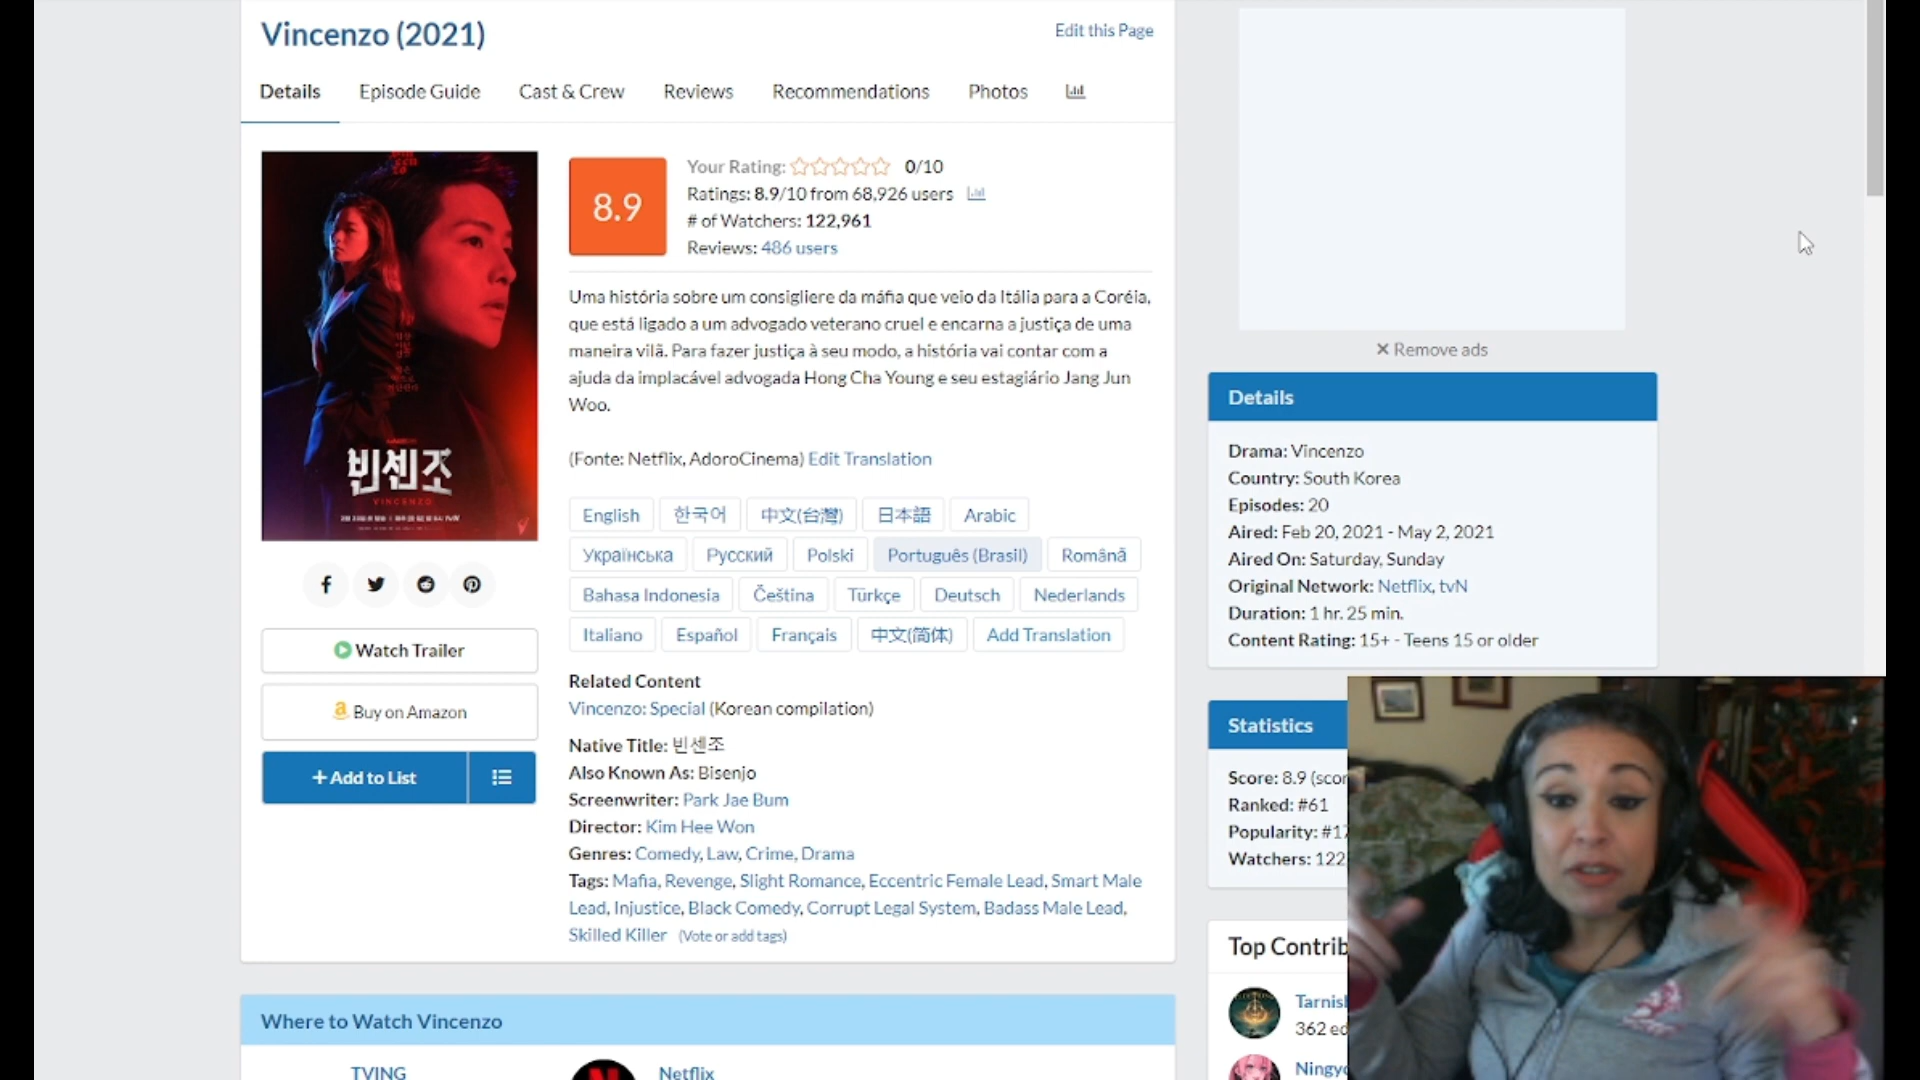 Vincenzo (2021)
Edit this Page
Details
Episode Guide
Cast & Crew
Reviews
Recommendations
Photos
빈센조
VINCENZO
Watch Trailer
Buy on Amazon
+ Add to List
8.9
Your Rating: 0/10
Ratings: 8.9/10 from 68,926 users
# of Watchers: 122,961
Reviews: 486 users
Uma história sobre um consigliere da máfia que veio da Itália para a Coréia,
que está ligado a um advogado veterano cruel e encarna a justiça de uma
maneira vilã. Para fazer justiça à seu modo, a história vai contar com a
ajuda da implacável advogada Hong Cha Young e seu estagiário Jang Jun
Woo.
(Fonte: Netflix, AdoroCinema) Edit Translation
English 한국어 中文(台灣) 日本語 Arabic
Українська Русский Polski Português (Brasil) Română
Bahasa Indonesia Čeština Türkçe Deutsch Nederlands
Italiano Español Français 中文(简体) Add Translation
Related Content
Vincenzo: Special (Korean compilation)
Native Title: 빈센조
Also Known As: Bisenjo
Screenwriter: Park Jae Bum
Director: Kim Hee Won
Genres: Comedy, Law, Crime, Drama
Tags: Mafia, Revenge, Slight Romance, Eccentric Female Lead, Smart Male
Lead, Injustice, Black Comedy, Corrupt Legal System, Badass Male Lead,
Skilled Killer (Vote or add tags)
Where to Watch Vincenzo
TVING
Netflix
✕ Remove ads
Details
Drama: Vincenzo
Country: South Korea
Episodes: 20
Aired: Feb 20, 2021 - May 2, 2021
Aired On: Saturday, Sunday
Original Network: Netflix, tvN
Duration: 1 hr. 25 min.
Content Rating: 15+ - Teens 15 or older
Statistics
Score: 8.9 (scor
Ranked: #61
Popularity: #17
Watchers: 122
Top Contrib
Tarnis
362 ed
Ningy